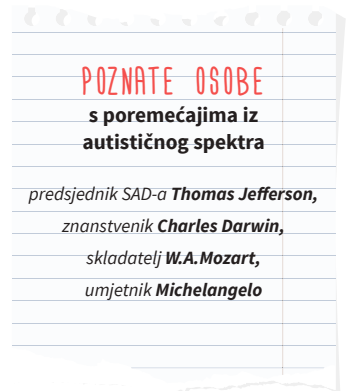 POZNATE OSOBE
s poremećajima iz
autističnog spektra
predsjednik SAD-a Thomas Jefferson,
znanstvenik Charles Darwin,
skladatelj W.A.Mozart,
umjetnik Michelangelo